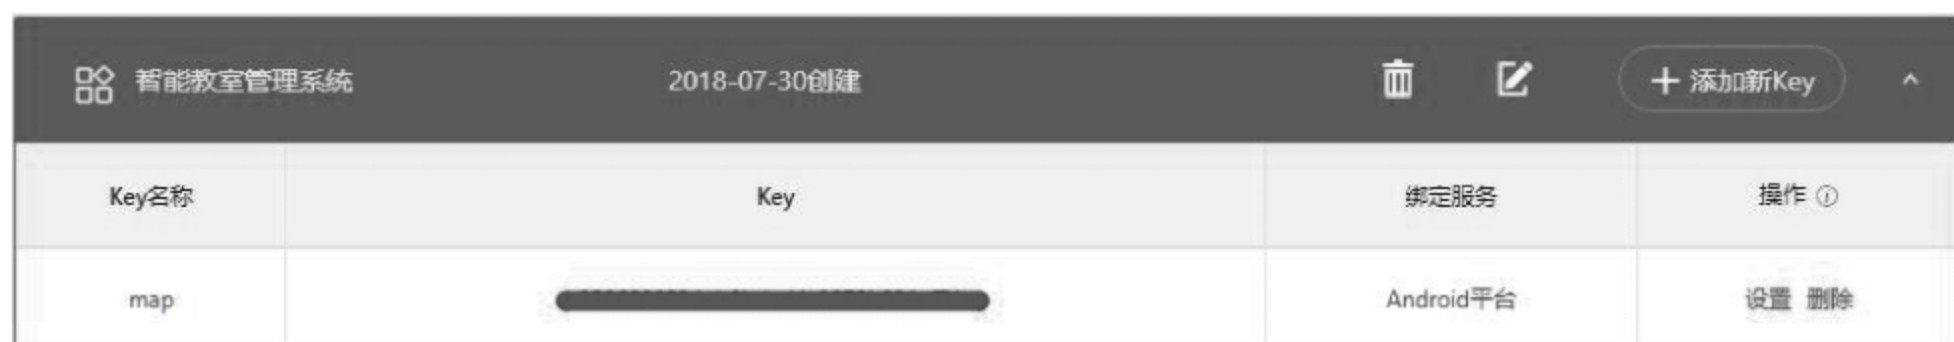 智能教室管理系统 2018-07-30创建 添加新Key
Key名称 Key 绑定服务 操作
map Android平台 设置 删除